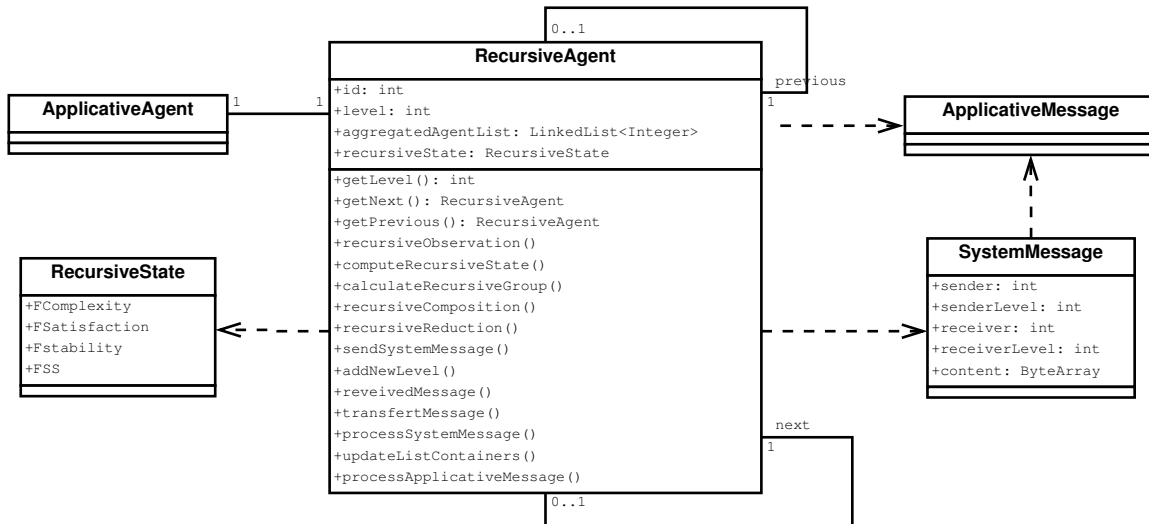 0..1
RecursiveAgent
previous
1
+id: int
+level: int
+aggregatedAgentList: LinkedList<Integer>
+recursiveState: RecursiveState
ApplicativeAgent
1
1
ApplicativeMessage
+getLevel(): int
+getNext(): RecursiveAgent
+getPrevious(): RecursiveAgent
+recursiveObservation()
+computeRecursiveState()
+calculateRecursiveGroup()
+recursiveComposition()
+recursiveReduction()
+sendSystemMessage()
+addNewLevel()
+reveivedMessage()
+transfertMessage()
+processSystemMessage()
+updateListContainers()
+processApplicativeMessage()
RecursiveState
+FComplexity
+FSatisfaction
+Fstability
+FSS
SystemMessage
+sender: int
+senderLevel: int
+receiver: int
+receiverLevel: int
+content: ByteArray
next
1
0..1